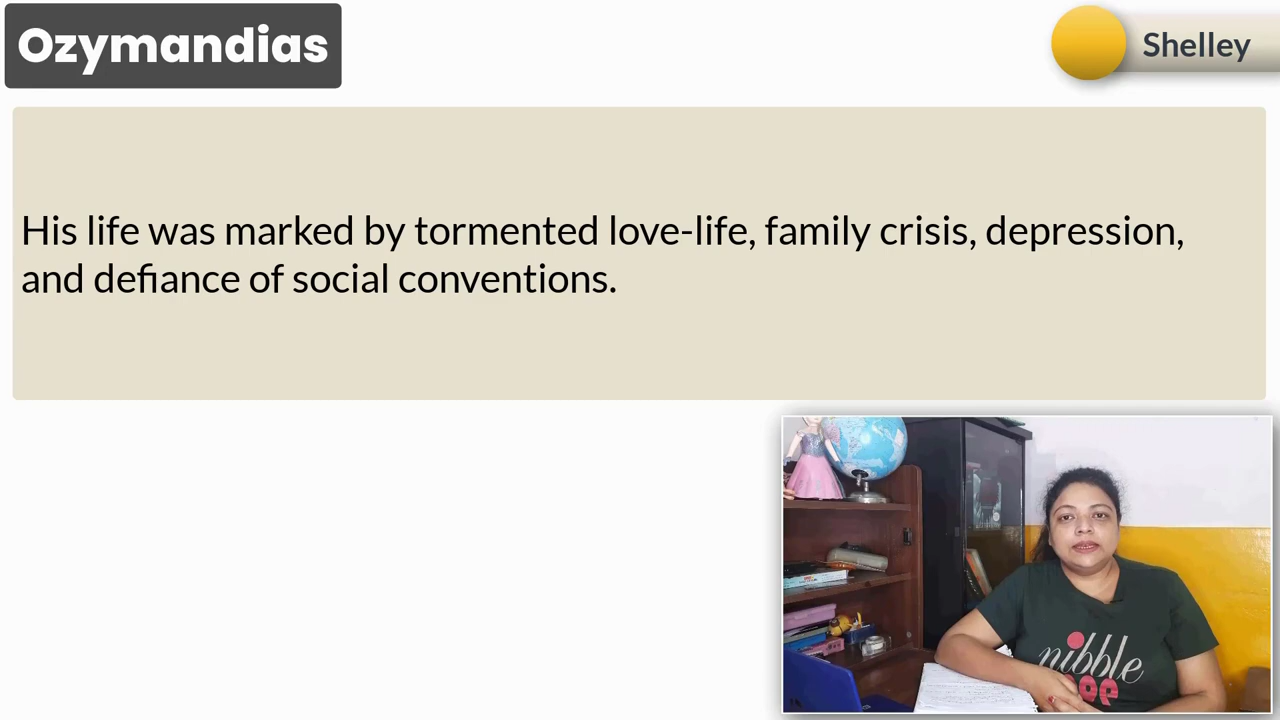 Ozymandias
Shelley
His life was marked by tormented love-life, family crisis, depression,
and defiance of social conventions.
nibble